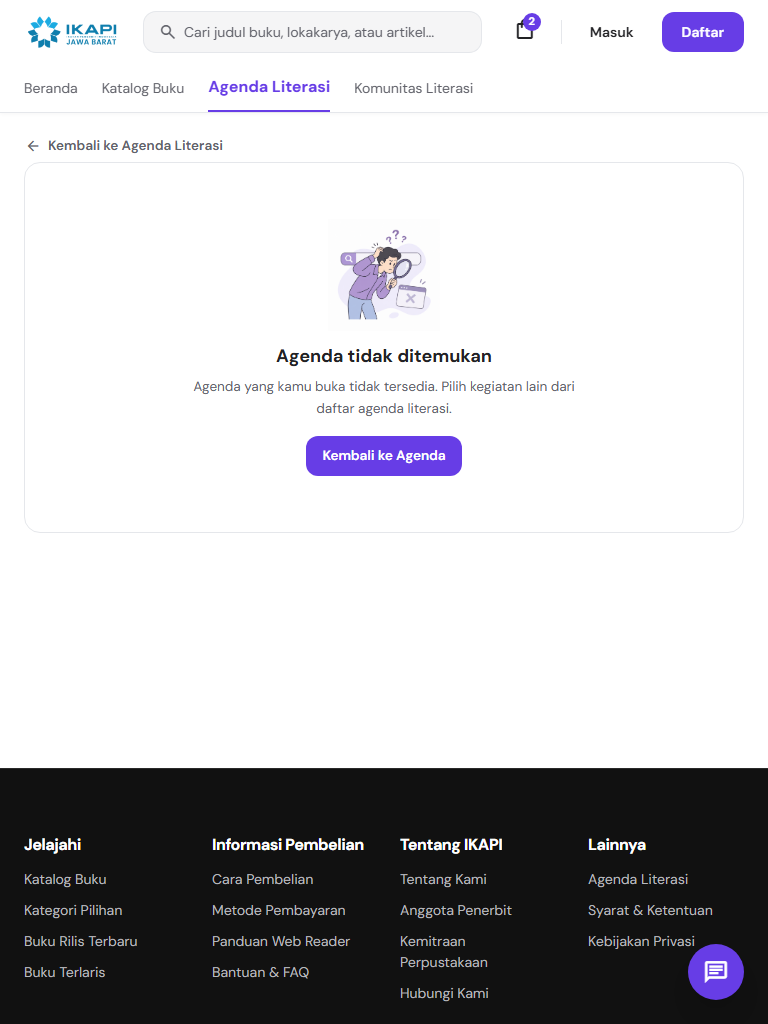 IKAPI
JAWA BARAT
Cari judul buku, lokakarya, atau artikel...
2
Masuk
Daftar
Beranda
Katalog Buku
Agenda Literasi
Komunitas Literasi
Kembali ke Agenda Literasi
? ? ?
Agenda tidak ditemukan
Agenda yang kamu buka tidak tersedia. Pilih kegiatan lain dari
daftar agenda literasi.
Kembali ke Agenda
Jelajahi
Katalog Buku
Kategori Pilihan
Buku Rilis Terbaru
Buku Terlaris
Informasi Pembelian
Cara Pembelian
Metode Pembayaran
Panduan Web Reader
Bantuan & FAQ
Tentang IKAPI
Tentang Kami
Anggota Penerbit
Kemitraan
Perpustakaan
Hubungi Kami
Lainnya
Agenda Literasi
Syarat & Ketentuan
Kebijakan Privasi